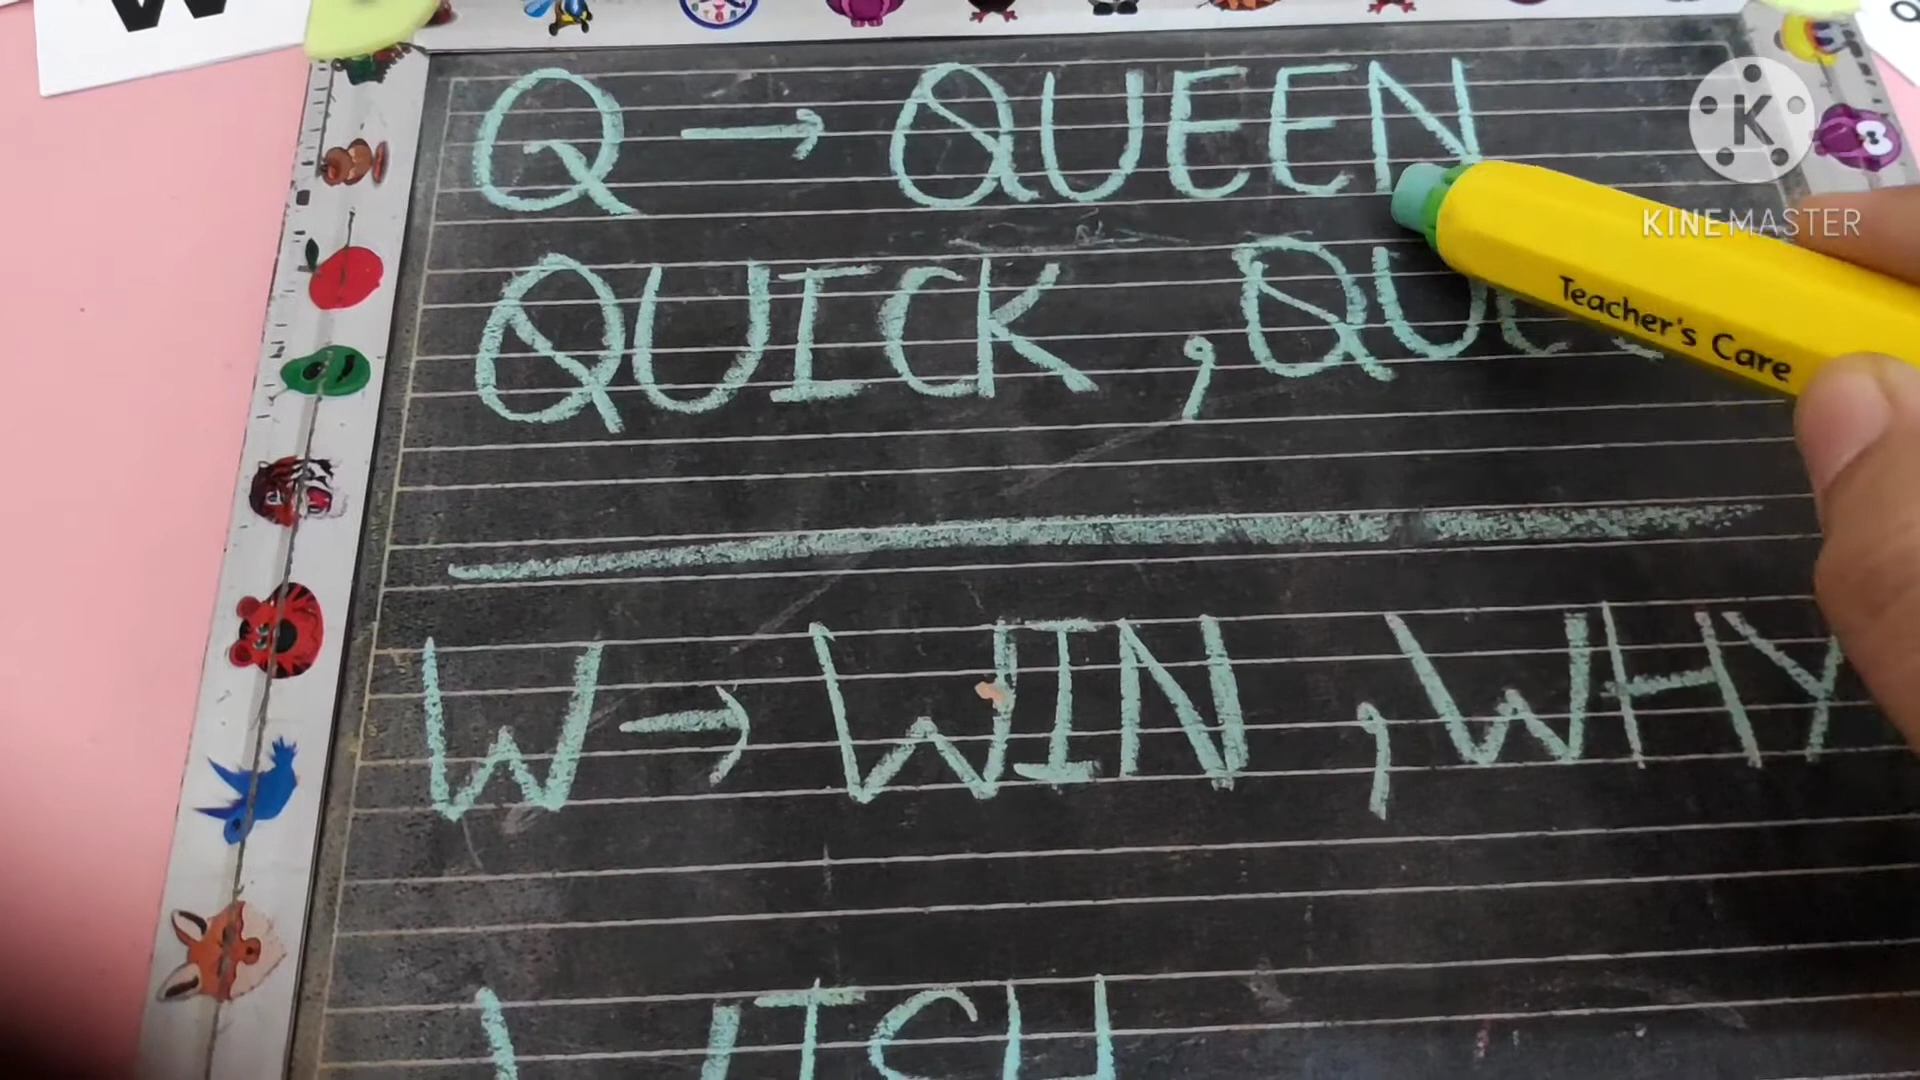 W
Q → QUEEN
KINEMASTER
QUICK ,
Teacher's Care
W → WIN , WHY